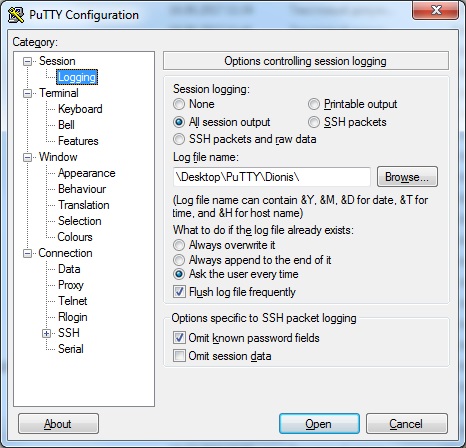 PuTTY Configuration
Category:
Session
Logging
Terminal
Keyboard
Bell
Features
Window
Appearance
Behaviour
Translation
Selection
Colours
Connection
Data
Proxy
Telnet
Rlogin
SSH
Serial
Options controlling session logging
Session logging:
None
Printable output
All session output
SSH packets
SSH packets and raw data
Log file name:
\Desktop\PuTTY\Dionis\
Browse...
(Log file name can contain &Y, &M, &D for date, &T for
time, and &H for host name)
What to do if the log file already exists:
Always overwrite it
Always append to the end of it
Ask the user every time
Flush log file frequently
Options specific to SSH packet logging
Omit known password fields
Omit session data
About
Open
Cancel